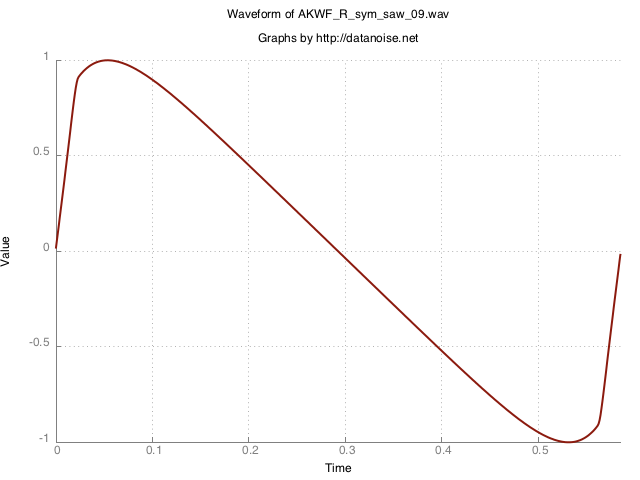 Waveform of AKWF_R_sym_saw_09.wav
Graphs by http://datanoise.net
1
0.5
0
-0.5
-1
Value
0 0.1 0.2 0.3 0.4 0.5
Time